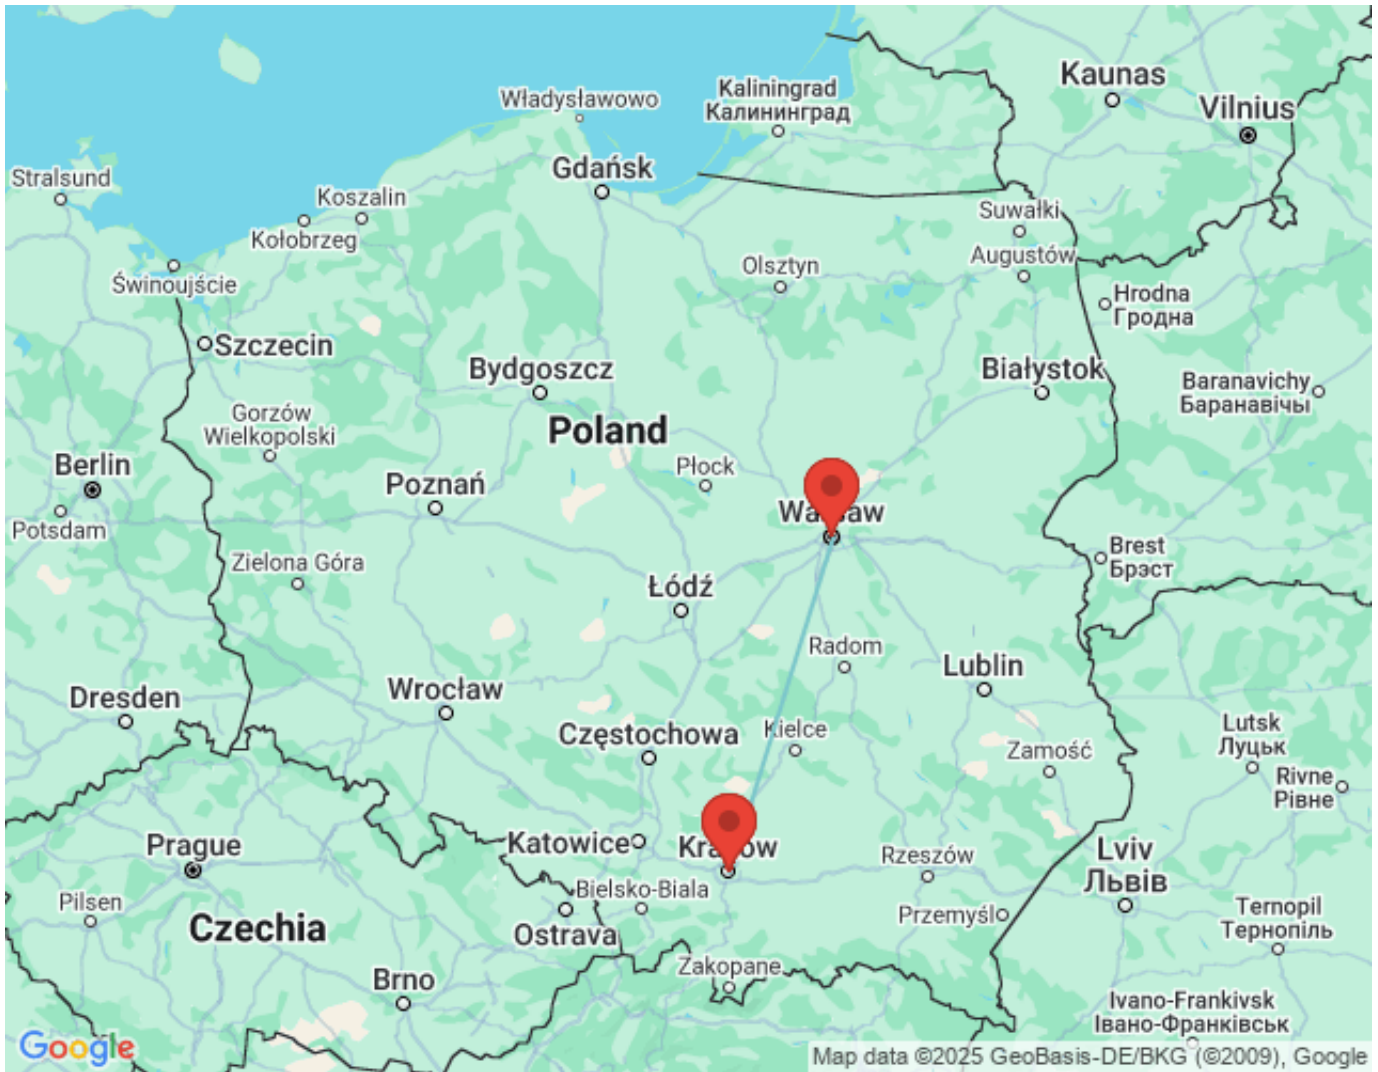 Kaunas
Władysławowo
Kaliningrad
Калининград
Vilnius
Gdańsk
Stralsund
Koszalin
Suwałki
Kołobrzeg
Augustów
Olsztyn
Świnoujście
Hrodna
Гродна
Szczecin
Bydgoszcz
Białystok
Baranavichy
Баранавічы
Gorzów
Wielkopolski
Poland
Berlin
Płock
Poznań
Warsaw
Potsdam
Brest
Брэст
Zielona Góra
Łódź
Radom
Lublin
Wrocław
Dresden
Lutsk
Луцьк
Kielce
Częstochowa
Zamość
Rivne
Рівне
Prague
Katowice
Krakow
Rzeszów
Lviv
Львів
Bielsko-Biala
Pilsen
Przemyśl
Ternopil
Тернопіль
Czechia
Ostrava
Zakopane
Brno
Ivano-Frankivsk
Івано-Франківськ
Google
Map data ©2025 GeoBasis-DE/BKG (©2009), Google